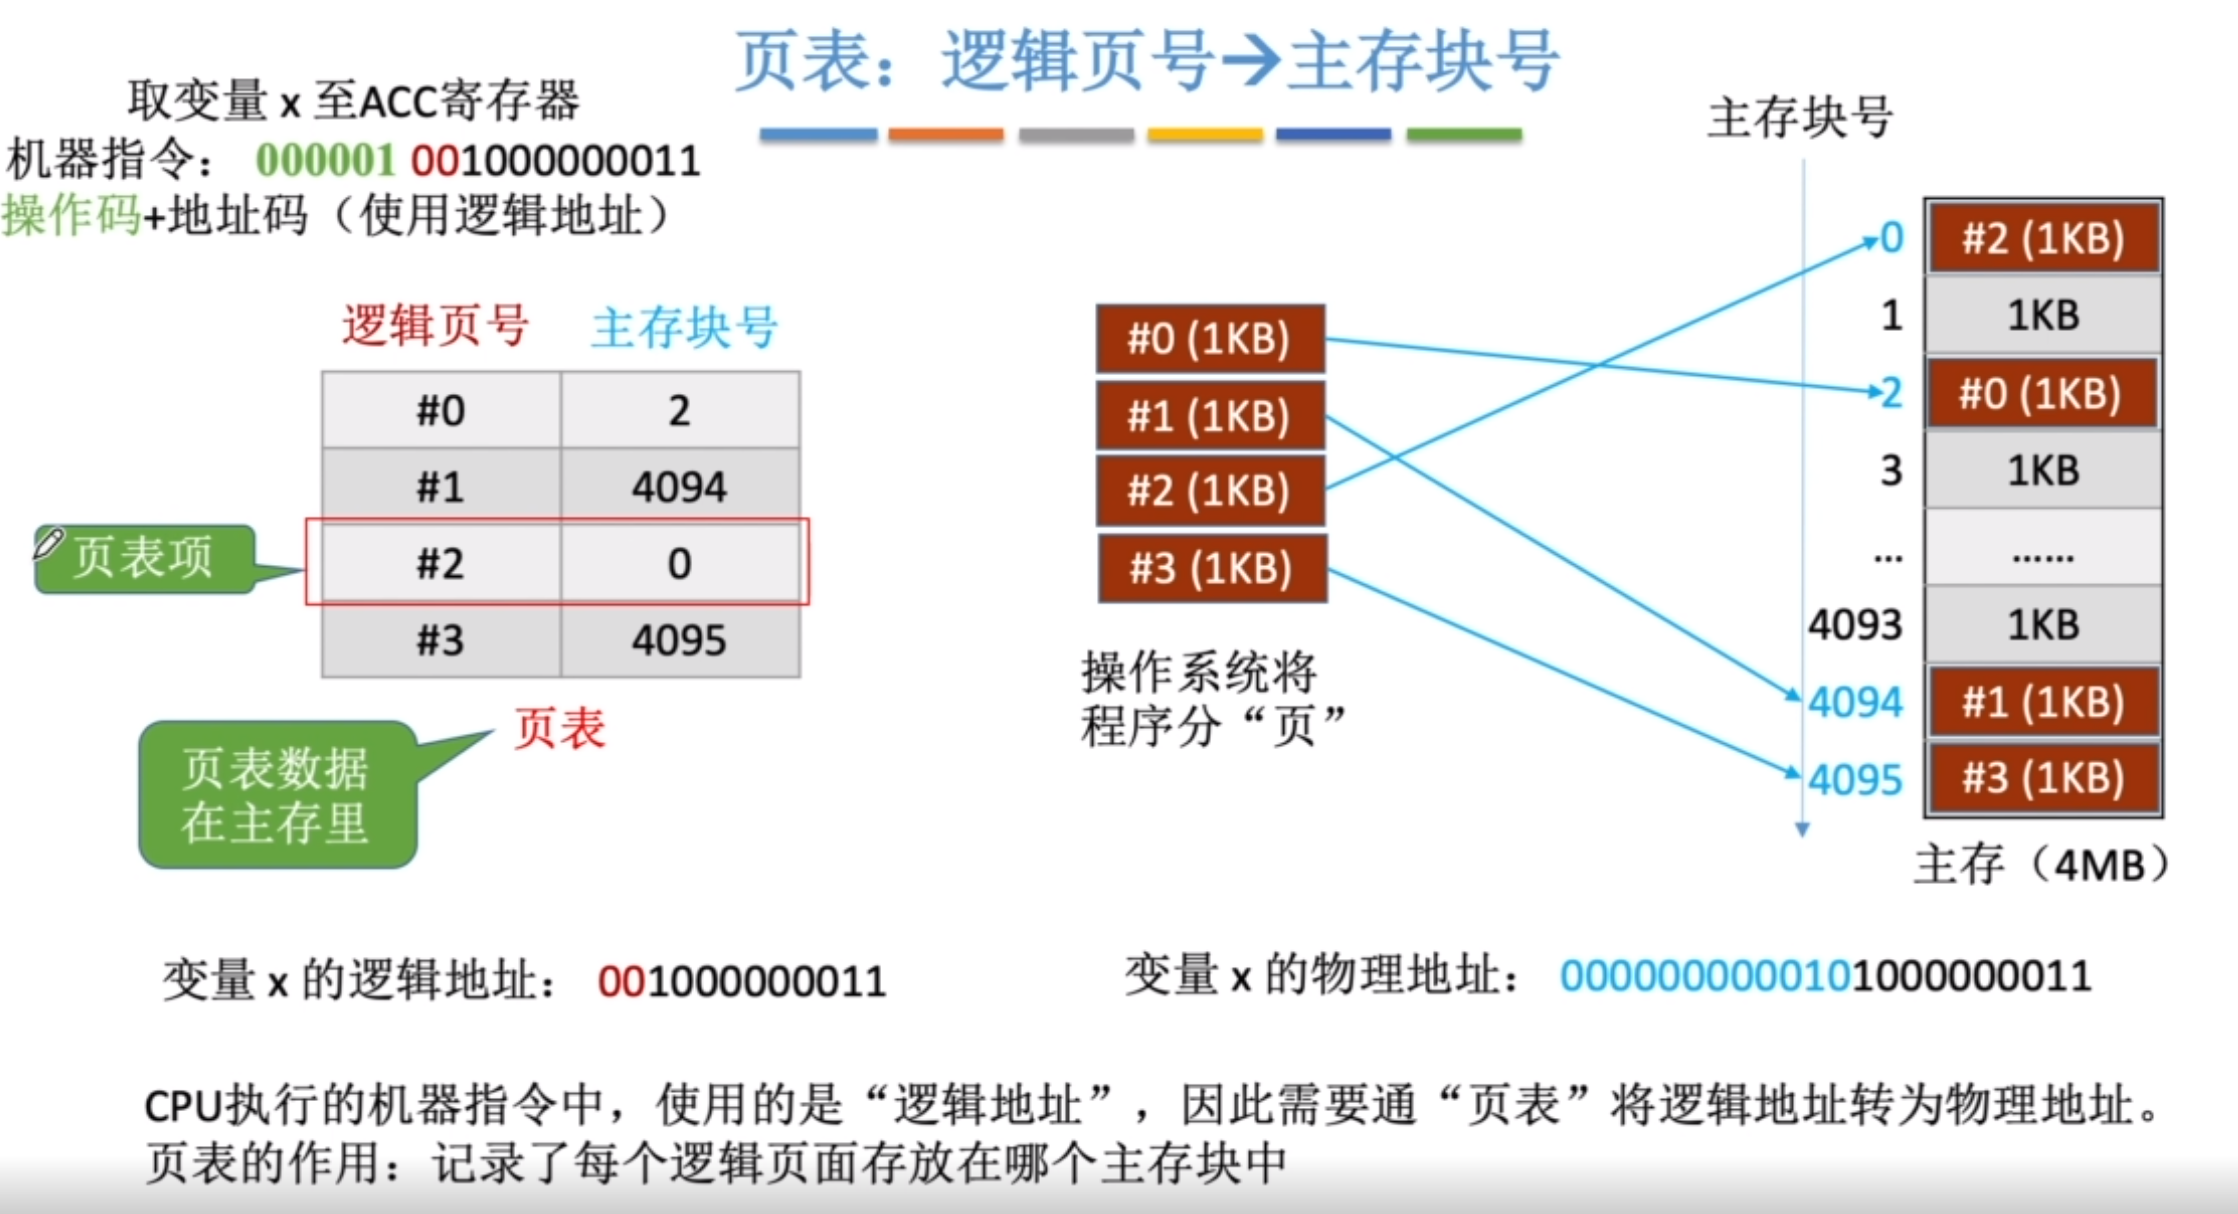 页表：逻辑页号→主存块号
取变量 x 至ACC寄存器
机器指令： 000001 001000000011
操作码+地址码（使用逻辑地址）
逻辑页号 主存块号
#0 2
#1 4094
#2 0
#3 4095
页表项
页表
页表数据
在主存里
#0 (1KB)
#1 (1KB)
#2 (1KB)
#3 (1KB)
操作系统将
程序分“页”
主存块号
0 #2 (1KB)
1 1KB
2 #0 (1KB)
3 1KB
... ......
4093 1KB
4094 #1 (1KB)
4095 #3 (1KB)
主存（4MB）
变量 x 的逻辑地址： 001000000011
变量 x 的物理地址： 0000000000101000000011
CPU执行的机器指令中，使用的是“逻辑地址”，因此需要通“页表”将逻辑地址转为物理地址。
页表的作用：记录了每个逻辑页面存放在哪个主存块中